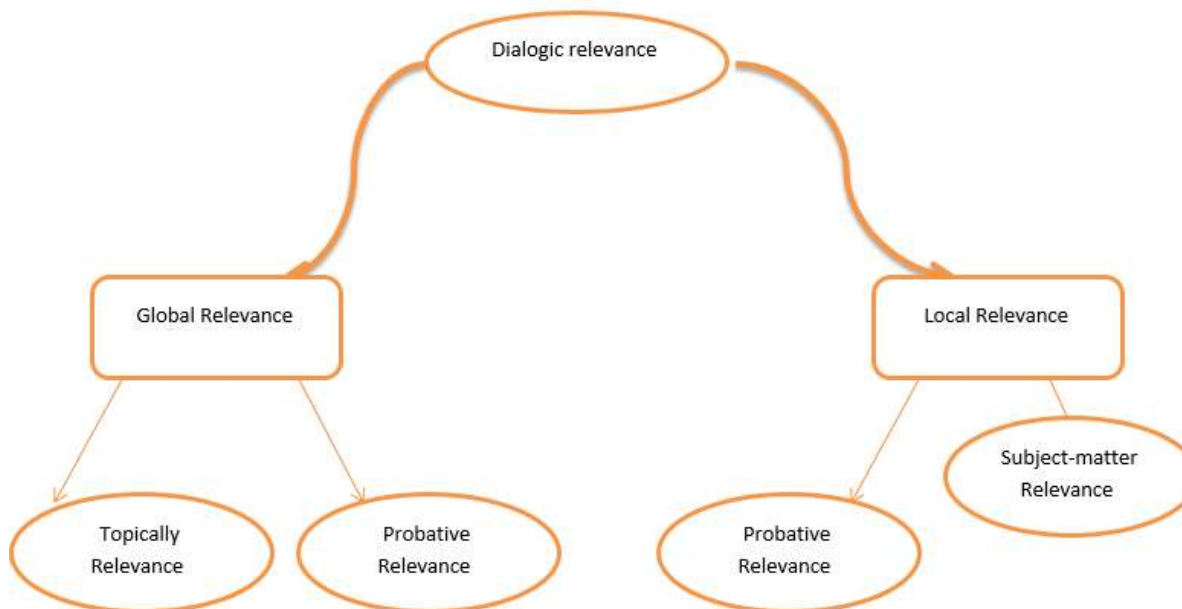 Dialogic relevance
Global Relevance
Local Relevance
Topically
Relevance
Probative
Relevance
Probative
Relevance
Subject-matter
Relevance